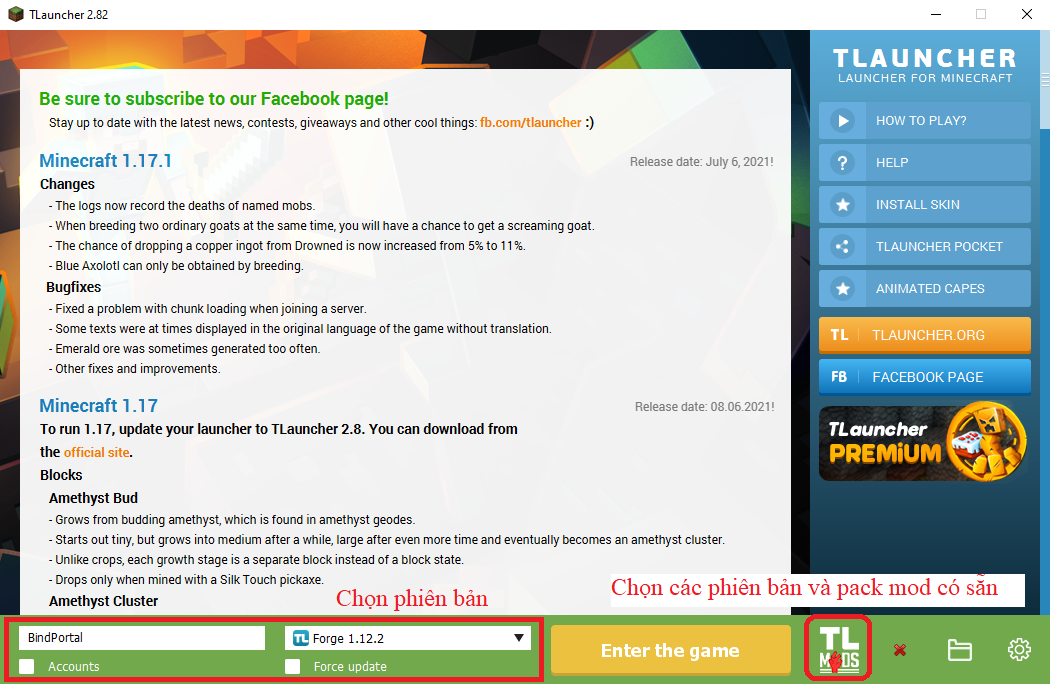 TLauncher 2.82
Be sure to subscribe to our Facebook page!
Stay up to date with the latest news, contests, giveaways and other cool things: fb.com/tlauncher :)
Minecraft 1.17.1
Release date: July 6, 2021!
Changes
- The logs now record the deaths of named mobs.
- When breeding two ordinary goats at the same time, you will have a chance to get a screaming goat.
- The chance of dropping a copper ingot from Drowned is now increased from 5% to 11%.
- Blue Axolotl can only be obtained by breeding.
Bugfixes
- Fixed a problem with chunk loading when joining a server.
- Some texts were at times displayed in the original language of the game without translation.
- Emerald ore was sometimes generated too often.
- Other fixes and improvements.
Minecraft 1.17
Release date: 08.06.2021!
To run 1.17, update your launcher to TLauncher 2.8. You can download from
the official site.
Blocks
Amethyst Bud
- Grows from budding amethyst, which is found in amethyst geodes.
- Starts out tiny, but grows into medium after a while, large after even more time and eventually becomes an amethyst cluster.
- Unlike crops, each growth stage is a separate block instead of a block state.
- Drops only when mined with a Silk Touch pickaxe.
Amethyst Cluster
TLAUNCHER
LAUNCHER FOR MINECRAFT
HOW TO PLAY?
? HELP
INSTALL SKIN
TLAUNCHER POCKET
ANIMATED CAPES
TL TLAUNCHER.ORG
FB FACEBOOK PAGE
TLauncher
PREMIUM
Chọn phiên bản
Chọn các phiên bản và pack mod có sẵn
BindPortal
TL Forge 1.12.2
Accounts
Force update
Enter the game
TL
MODS